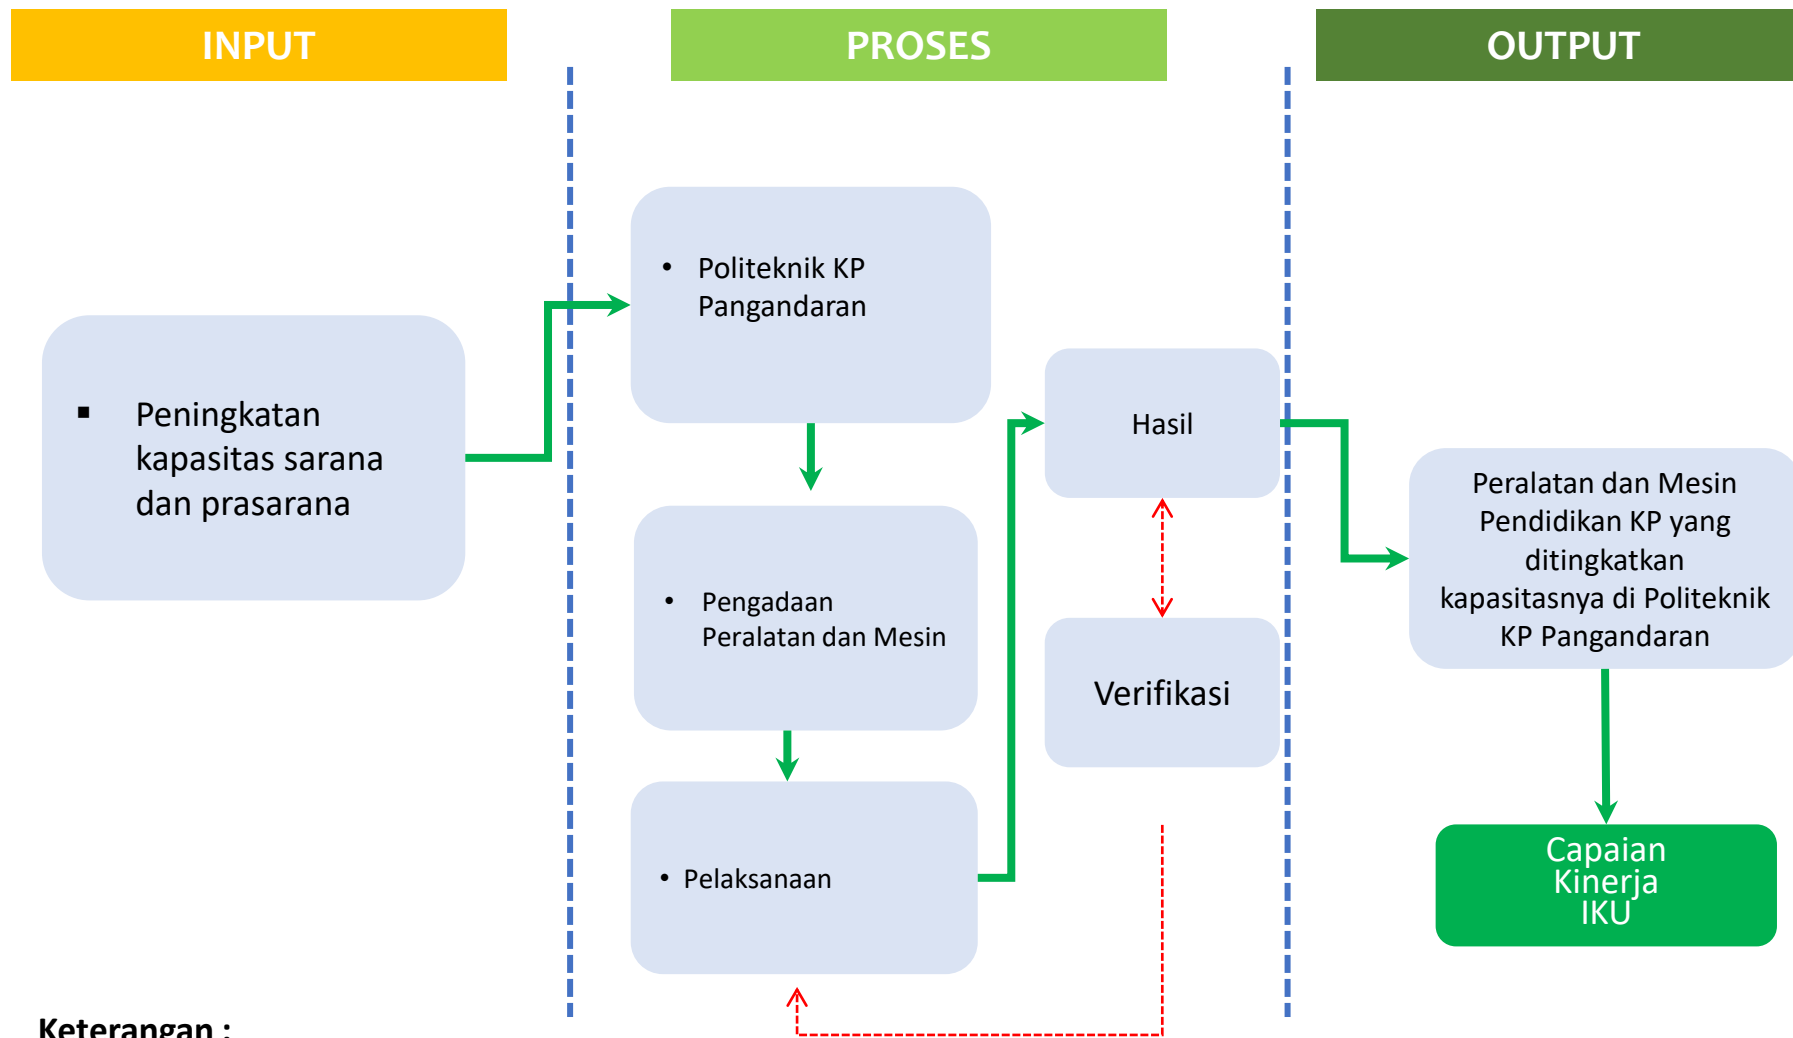 INPUT
PROSES
OUTPUT
▪ Peningkatan
kapasitas sarana
dan prasarana
• Politeknik KP
Pangandaran
• Pengadaan
Peralatan dan Mesin
• Pelaksanaan
Hasil
Verifikasi
Peralatan dan Mesin
Pendidikan KP yang
ditingkatkan
kapasitasnya di Politeknik
KP Pangandaran
Capaian
Kinerja
IKU
Keterangan :